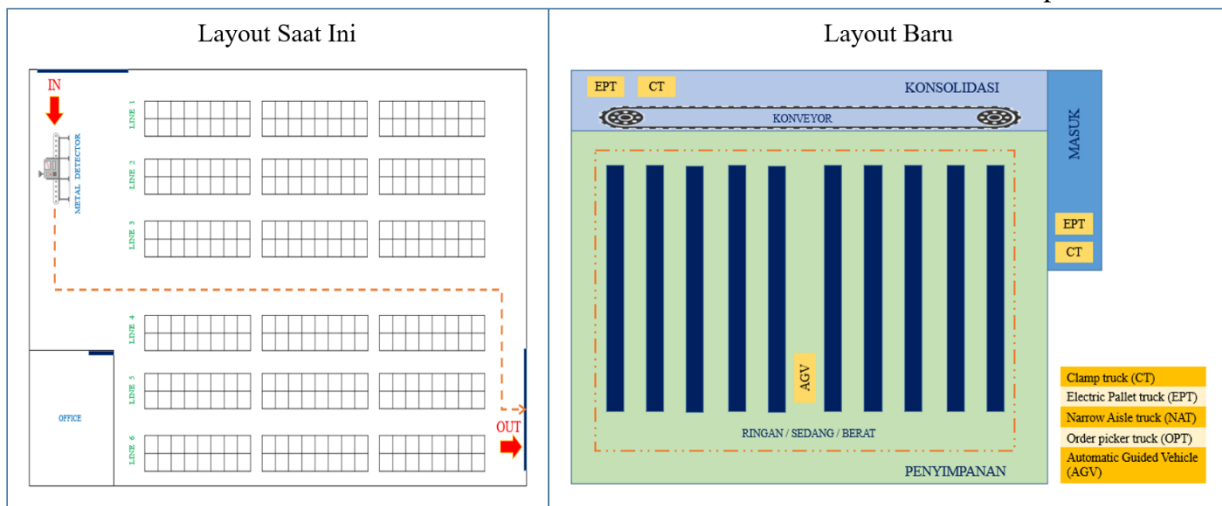 Layout Saat Ini
IN
METAL DETECTOR
LINE 1
LINE 2
LINE 3
LINE 4
LINE 5
LINE 6
OFFICE
OUT
Layout Baru
EPT
CT
KONSOLIDASI
KONVEYOR
MASUK
EPT
CT
AGV
RINGAN / SEDANG / BERAT
PENYIMPANAN
Clamp truck (CT)
Electric Pallet truck (EPT)
Narrow Aisle truck (NAT)
Order picker truck (OPT)
Automatic Guided Vehicle
(AGV)